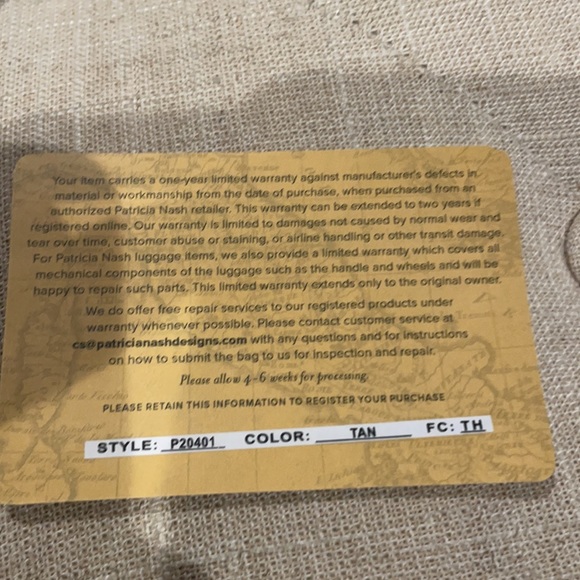 Your item carries a one-year limited warranty against manufacturer's defects in
material or workmanship from the date of purchase, when purchased from an
authorized Patricia Nash retailer. This warranty can be extended to two years if
registered online. Our warranty is limited to damages not caused by normal wear and
tear over time, customer abuse or staining, or airline handling or other transit damage.
For Patricia Nash luggage items, we also provide a limited warranty which covers all
mechanical components of the luggage such as the handle and wheels and will be
happy to repair such parts. This limited warranty extends only to the original owner.
We do offer free repair services to our registered products under
warranty whenever possible. Please contact customer service at
cs@patricianashdesigns.com with any questions and for instructions
on how to submit the bag to us for inspection and repair.
Please allow 4-6 weeks for processing.
PLEASE RETAIN THIS INFORMATION TO REGISTER YOUR PURCHASE
STYLE: P20401 COLOR: TAN FC: TH